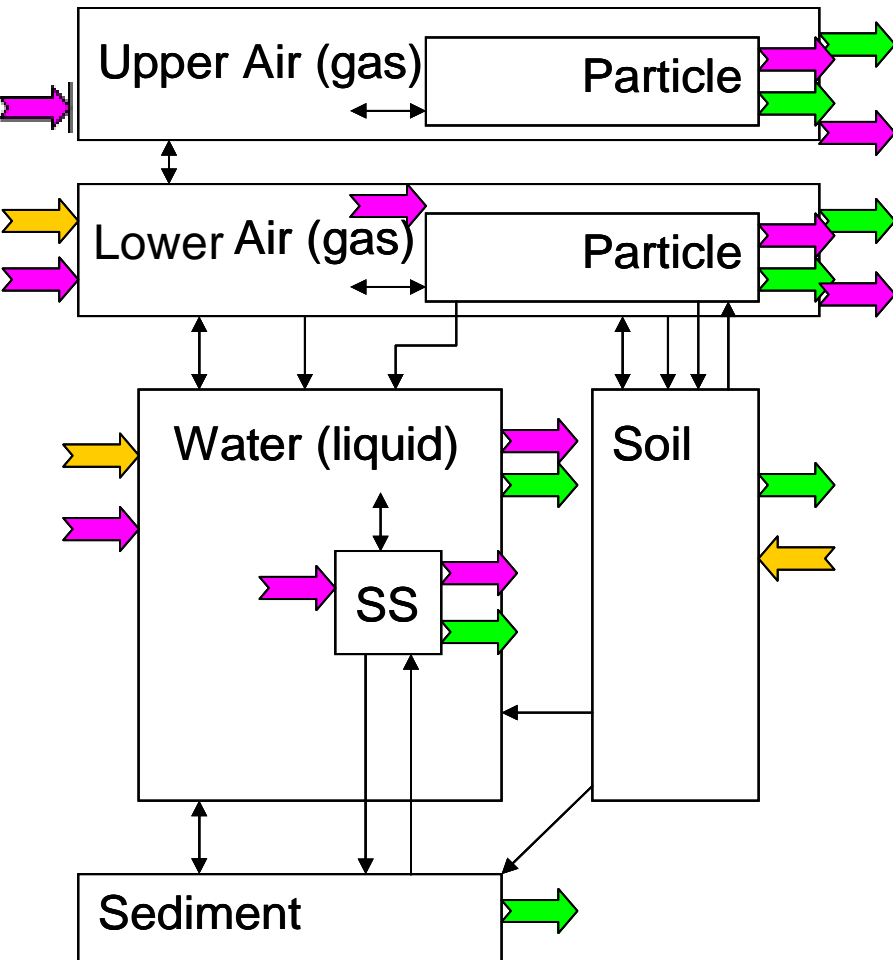 Upper Air (gas)
Particle
Lower Air (gas)
Particle
Water (liquid)
Soil
SS
Sediment